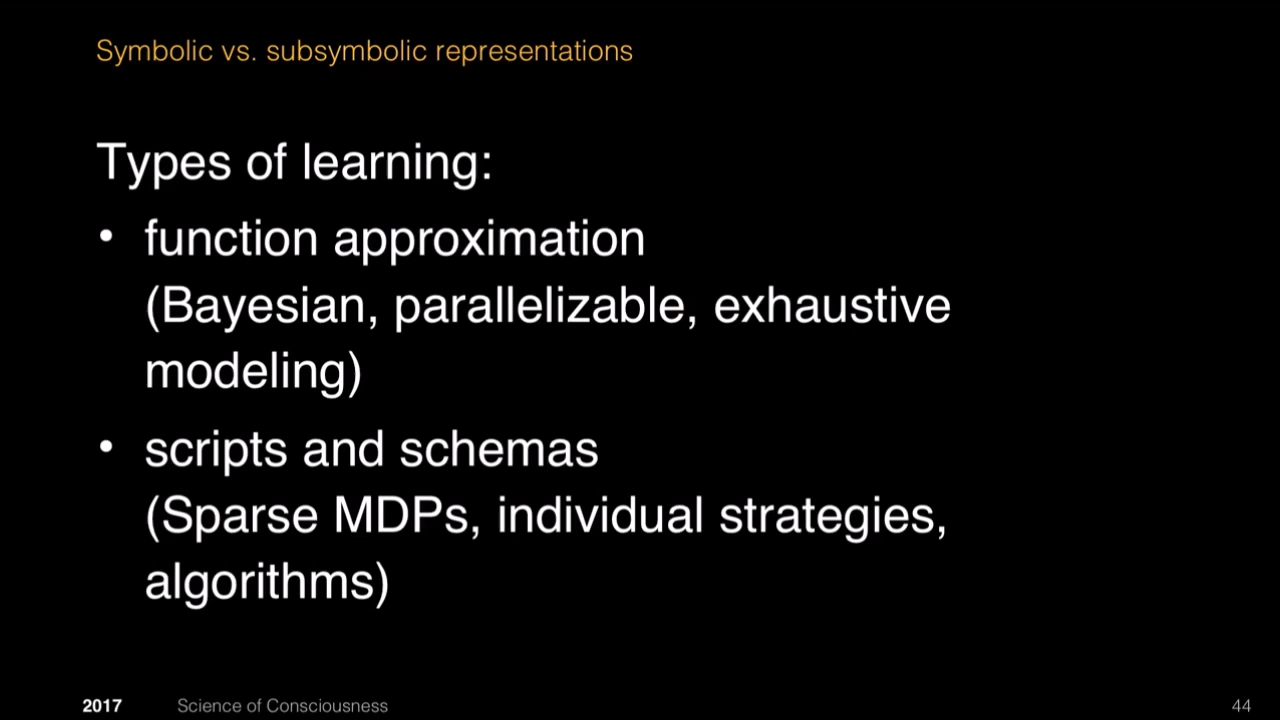 Symbolic vs. subsymbolic representations
Types of learning:
• function approximation
(Bayesian, parallelizable, exhaustive
modeling)
• scripts and schemas
(Sparse MDPs, individual strategies,
algorithms)
2017 Science of Consciousness 44